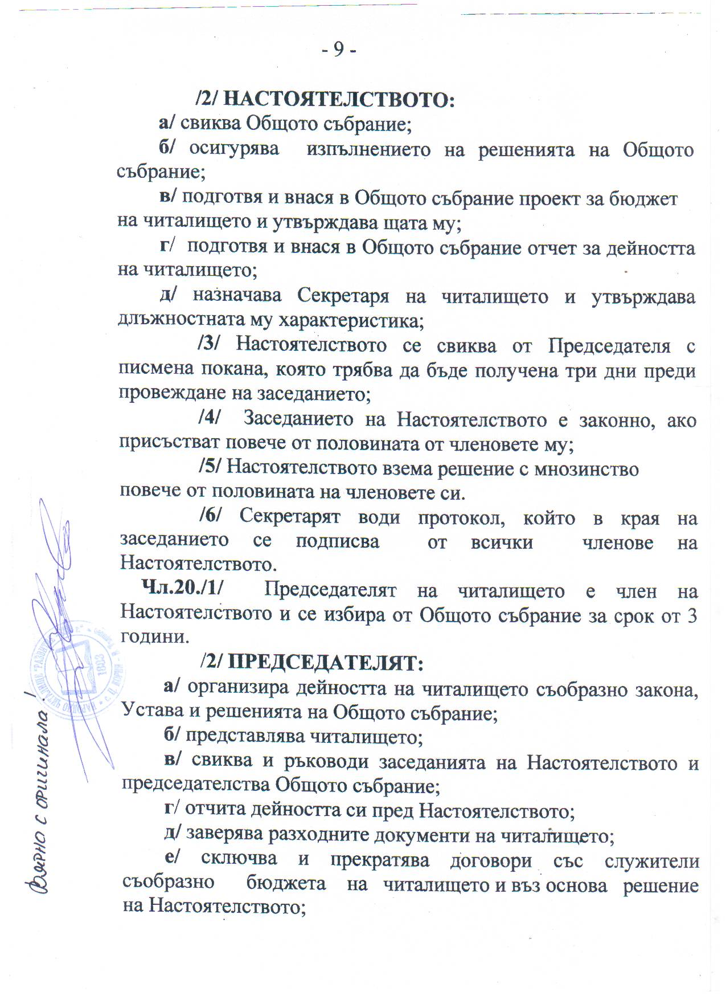 - 9 -
/2/ НАСТОЯТЕЛСТВОТО:
а/ свиква Общото събрание;
б/ осигурява изпълнението на решенията на Общото
събрание;
в/ подготвя и внася в Общото събрание проект за бюджет
на читалището и утвърждава щата му;
г/ подготвя и внася в Общото събрание отчет за дейността
на читалището;
д/ назначава Секретаря на читалището и утвърждава
длъжностната му характеристика;
/3/ Настоятелството се свиква от Председателя с
писмена покана, която трябва да бъде получена три дни преди
провеждане на заседанието;
/4/ Заседанието на Настоятелството е законно, ако
присъстват повече от половината от членовете му;
/5/ Настоятелството взема решение с мнозинство
повече от половината на членовете си.
/6/ Секретарят води протокол, който в края на
заседанието се подписва от всички членове на
Настоятелството.
Чл.20./1/ Председателят на читалището е член на
Настоятелството и се избира от Общото събрание за срок от 3
години.
/2/ ПРЕДСЕДАТЕЛЯТ:
а/ организира дейността на читалището съобразно закона,
Устава и решенията на Общото събрание;
б/ представлява читалището;
в/ свиква и ръководи заседанията на Настоятелството и
председателства Общото събрание;
г/ отчита дейността си пред Настоятелството;
д/ заверява разходните документи на читалището;
е/ сключва и прекратява договори със служители
съобразно бюджета на читалището и въз основа решение
на Настоятелството;
Вярно с оригинала!
НАРОДНО ЧИТАЛИЩЕ "РАЗВИТИЕ
1893